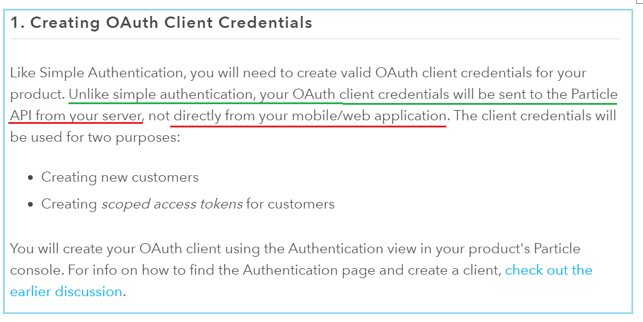 1. Creating OAuth Client Credentials
Like Simple Authentication, you will need to create valid OAuth client credentials for your
product. Unlike simple authentication, your OAuth client credentials will be sent to the Particle
API from your server, not directly from your mobile/web application. The client credentials will
be used for two purposes:
• Creating new customers
• Creating scoped access tokens for customers
You will create your OAuth client using the Authentication view in your product's Particle
console. For info on how to find the Authentication page and create a client, check out the
earlier discussion.